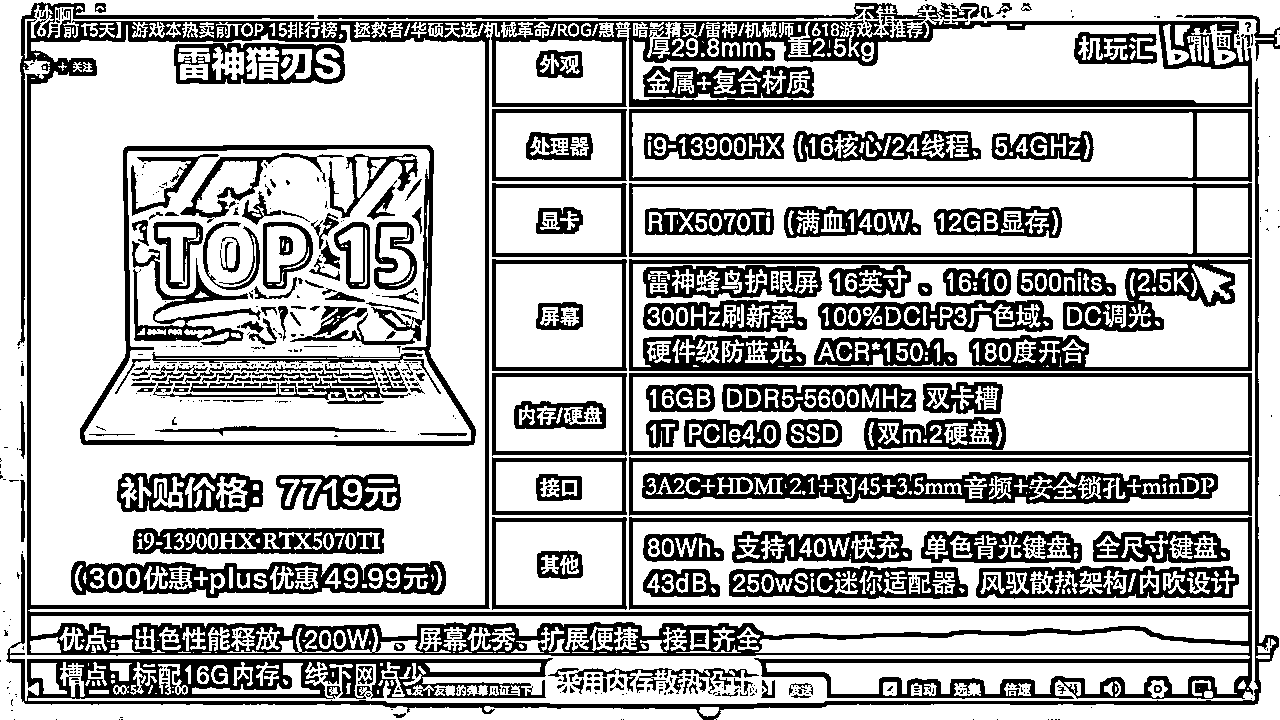 妙啊
不错，关注了！
【6月前15天】游戏本热卖前TOP 15排行榜，拯救者/华硕天选/机械革命/ROG/惠普暗影精灵/雷神/机械师（618游戏本推荐）
+ 关注
机玩汇 bilibili
雷神猎刃S
TOP 15
补贴价格：7719元
i9-13900HX·RTX5070TI
（300优惠+plus优惠 49.99元）
外观
厚29.8mm、重2.5kg
金属+复合材质
处理器
i9-13900HX（16核心/24线程、5.4GHz）
显卡
RTX5070Ti（满血140W、12GB显存）
屏幕
雷神蜂鸟护眼屏 16英寸 、16:10 500nits、(2.5K)
300Hz刷新率、100%DCI-P3广色域、DC调光、
硬件级防蓝光、ACR*150:1、180度开合
内存/硬盘
16GB DDR5-5600MHz 双卡槽
1T PCIe4.0 SSD （双m.2硬盘）
接口
3A2C+HDMI 2.1+RJ45+3.5mm音频+安全锁孔+minDP
其他
80Wh、支持140W快充、单色背光键盘；全尺寸键盘、
43dB、250wSiC迷你适配器、风驭散热架构/内吹设计
优点：出色性能释放（200W）、屏幕优秀、扩展便捷、接口齐全
槽点：标配16G内存、线下网点少
采用内存散热设计
00:54 / 13:00
发个友善的弹幕见证当下
发送
自动 选集 倍速